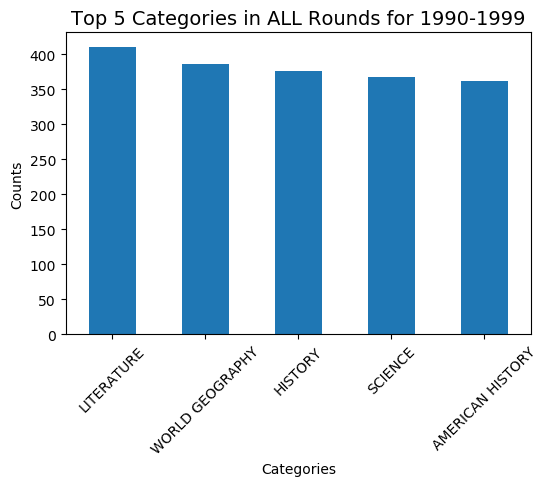 Top 5 Categories in ALL Rounds for 1990-1999
Counts
400
350
300
250
200
150
100
50
0
LITERATURE
WORLD GEOGRAPHY
HISTORY
SCIENCE
AMERICAN HISTORY
Categories